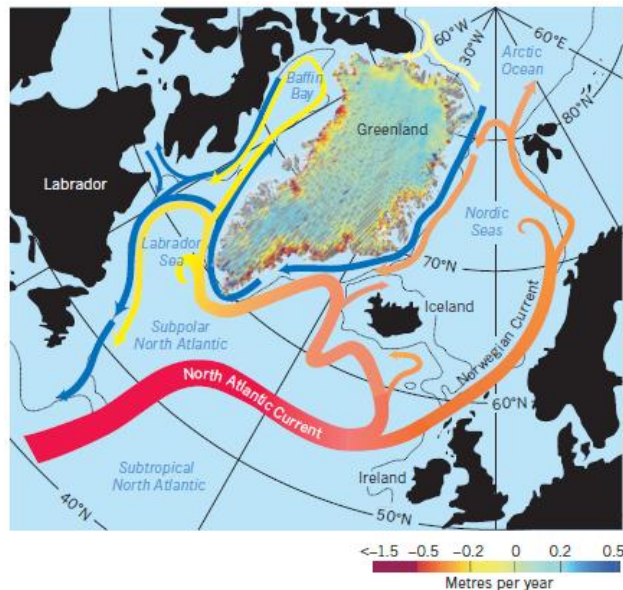 60°W
30°W
Arctic
Ocean
60°E
80°N
Baffin
Bay
Greenland
Labrador
Labrador
Sea
Nordic
Seas
70°N
Iceland
Subpolar
North Atlantic
Norwegian Current
North Atlantic Current
60°N
Subtropical
North Atlantic
Ireland
40°N
50°N
<–1.5 –0.5 –0.2 0 0.2 0.5
Metres per year